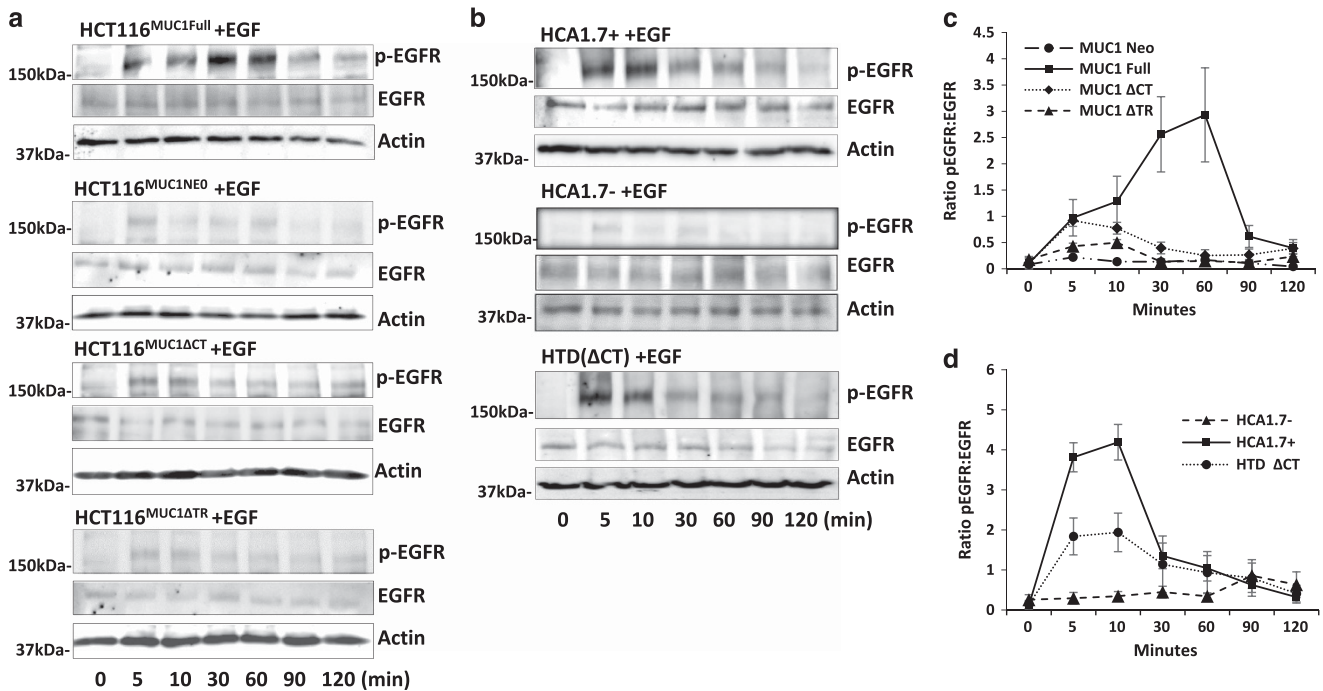 a
HCT116MUC1Full +EGF
150kDa-
p-EGFR
EGFR
Actin
37kDa-
HCT116MUC1NE0 +EGF
150kDa-
p-EGFR
EGFR
Actin
37kDa-
HCT116MUC1ΔCT +EGF
150kDa-
p-EGFR
EGFR
Actin
37kDa-
HCT116MUC1ΔTR +EGF
150kDa-
p-EGFR
EGFR
Actin
37kDa-
0 5 10 30 60 90 120 (min)
b
HCA1.7+ +EGF
150kDa-
p-EGFR
EGFR
Actin
37kDa-
HCA1.7- +EGF
150kDa-
p-EGFR
EGFR
Actin
37kDa-
HTD(ΔCT) +EGF
150kDa-
p-EGFR
EGFR
Actin
37kDa-
0 5 10 30 60 90 120 (min)
c
Ratio pEGFR:EGFR
4.5
4
3.5
3
2.5
2
1.5
1
0.5
0
MUC1 Neo
MUC1 Full
MUC1 ΔCT
MUC1 ΔTR
0 5 10 30 60 90 120
Minutes
d
Ratio pEGFR:EGFR
6
5
4
3
2
1
0
HCA1.7-
HCA1.7+
HTD ΔCT
0 5 10 30 60 90 120
Minutes